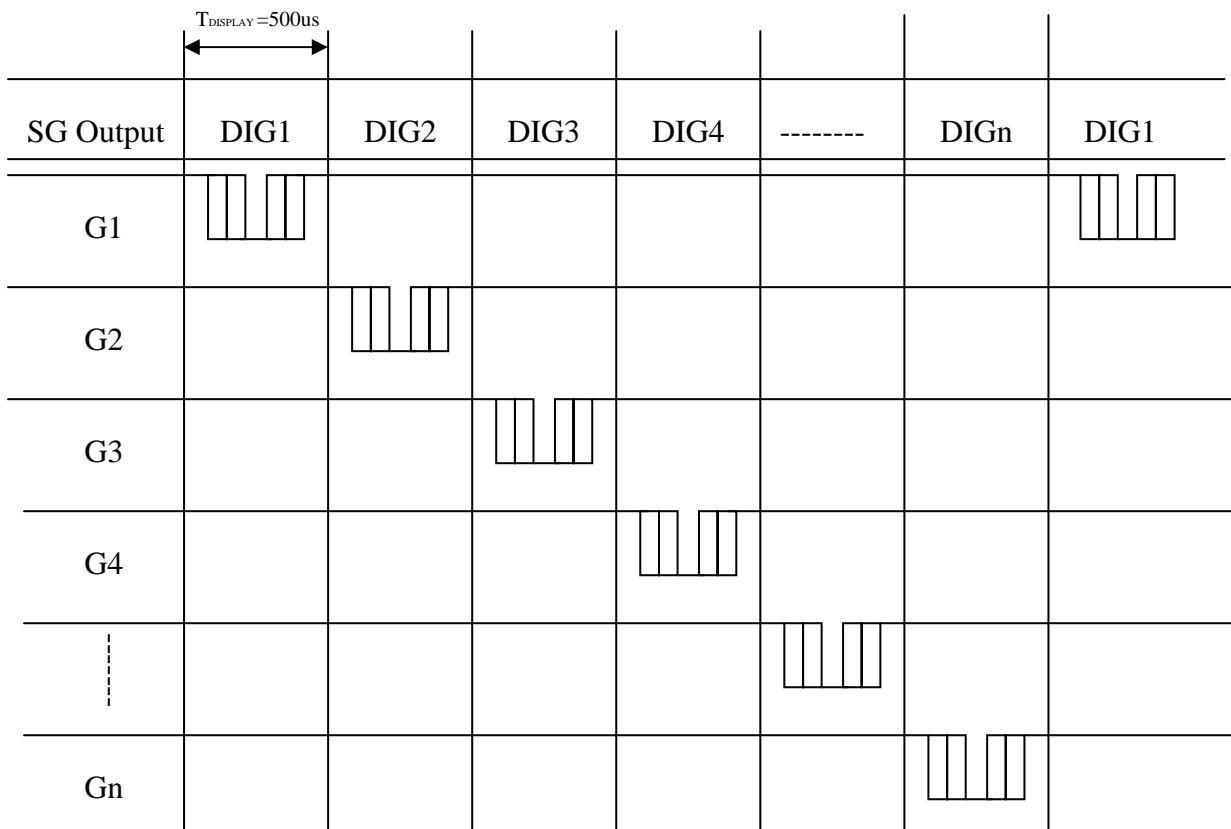 TDISPLAY=500us
SG Output DIG1 DIG2 DIG3 DIG4 -------- DIGn DIG1
G1
G2
G3
G4
Gn